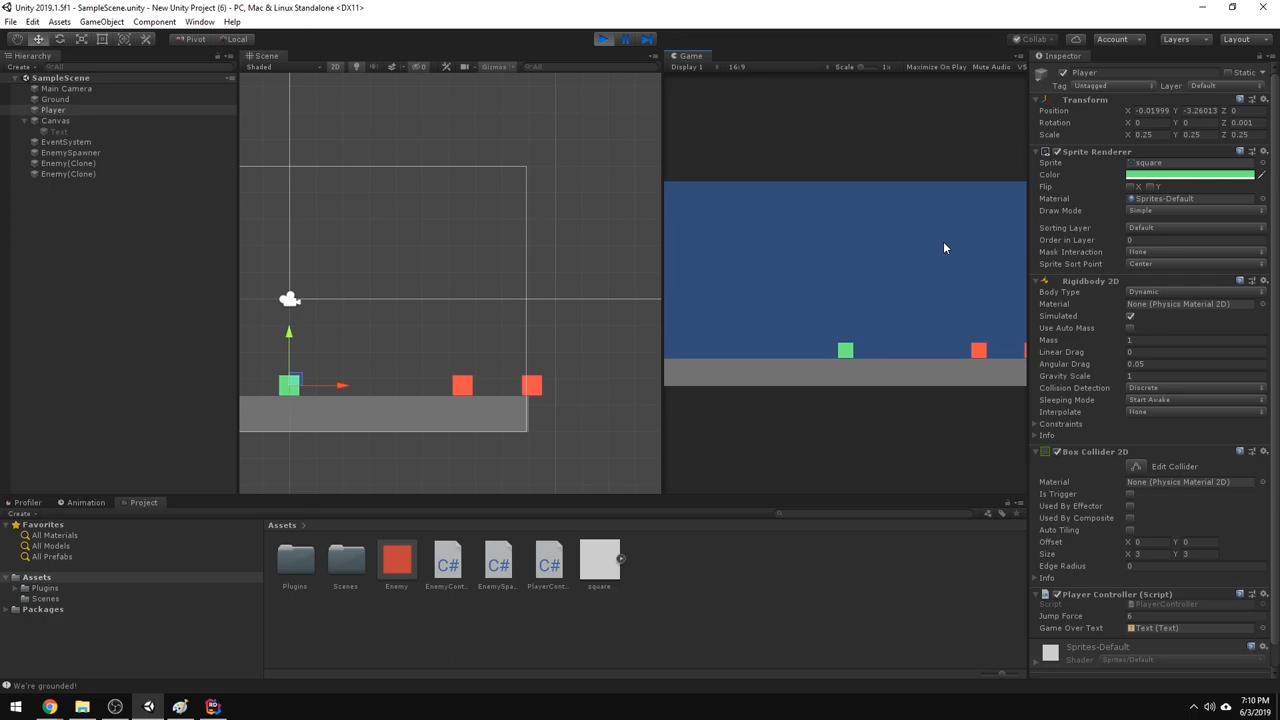 Unity 2019.1.5f1 - SampleScene.unity - New Unity Project (6) - PC, Mac & Linux Standalone <DX11>
File Edit Assets GameObject Component Window Help
Pivot Local Collab Account Layers Layout
Hierarchy
Create All
SampleScene
Main Camera
Ground
Player
Canvas
Text
EventSystem
EnemySpawner
Enemy(Clone)
Enemy(Clone)
Scene
Shaded 2D 0 Gizmos All
Game
Display 1 16:9 Scale 1x Maximize On Play Mute Audio VS
Inspector
Player Static
Tag Untagged Layer Default
Transform
Position X -0.01999 Y -3.26013 Z 0
Rotation X 0 Y 0 Z 0.001
Scale X 0.25 Y 0.25 Z 0.25
Sprite Renderer
Sprite square
Color
Flip X Y
Material Sprites-Default
Draw Mode Simple
Sorting Layer Default
Order in Layer 0
Mask Interaction None
Sprite Sort Point Center
Rigidbody 2D
Body Type Dynamic
Material None (Physics Material 2D)
Simulated
Use Auto Mass
Mass 1
Linear Drag 0
Angular Drag 0.05
Gravity Scale 1
Collision Detection Discrete
Sleeping Mode Start Awake
Interpolate None
Constraints
Info
Box Collider 2D
Edit Collider
Material None (Physics Material 2D)
Is Trigger
Used By Effector
Used By Composite
Auto Tiling
Offset X 0 Y 0
Size X 3 Y 3
Edge Radius 0
Info
Player Controller (Script)
Script PlayerController
Jump Force 6
Game Over Text Text (Text)
Sprites-Default
Shader Sprites/Default
Profiler Animation Project
Create
Favorites
All Materials
All Models
All Prefabs
Assets
Plugins
Scenes
Packages
Assets
C# C# C#
Plugins Scenes Enemy EnemyCont... EnemySpa... PlayerCont... square
We're grounded!
7:10 PM
6/3/2019